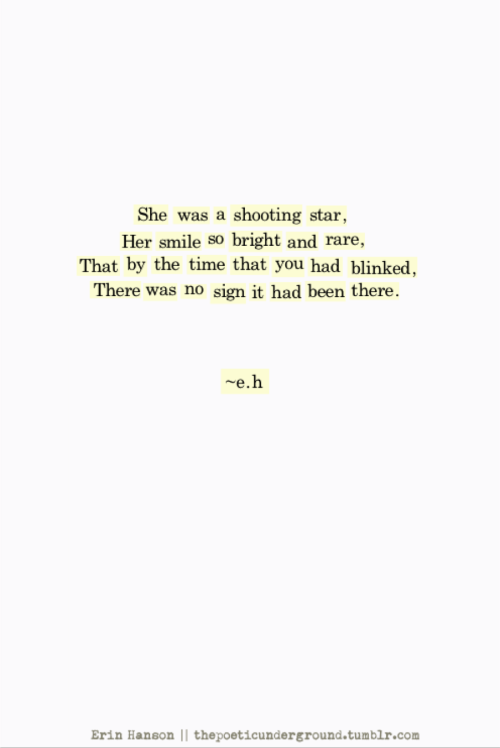 She was a shooting star,
Her smile so bright and rare,
That by the time that you had blinked,
There was no sign it had been there.
~e.h
Erin Hanson || thepoeticunderground.tumblr.com